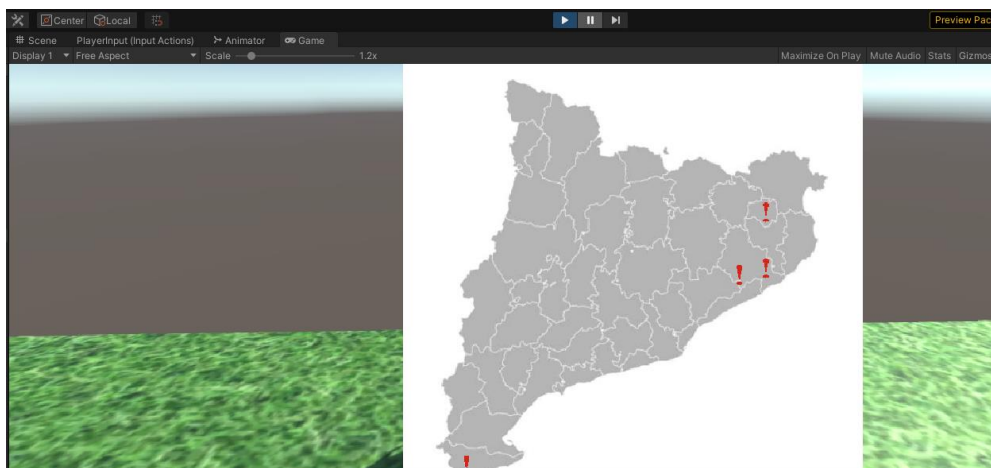 Center Local Preview Pac
Scene PlayerInput (Input Actions) Animator Game
Display 1 Free Aspect Scale 1.2x Maximize On Play Mute Audio Stats Gizmos